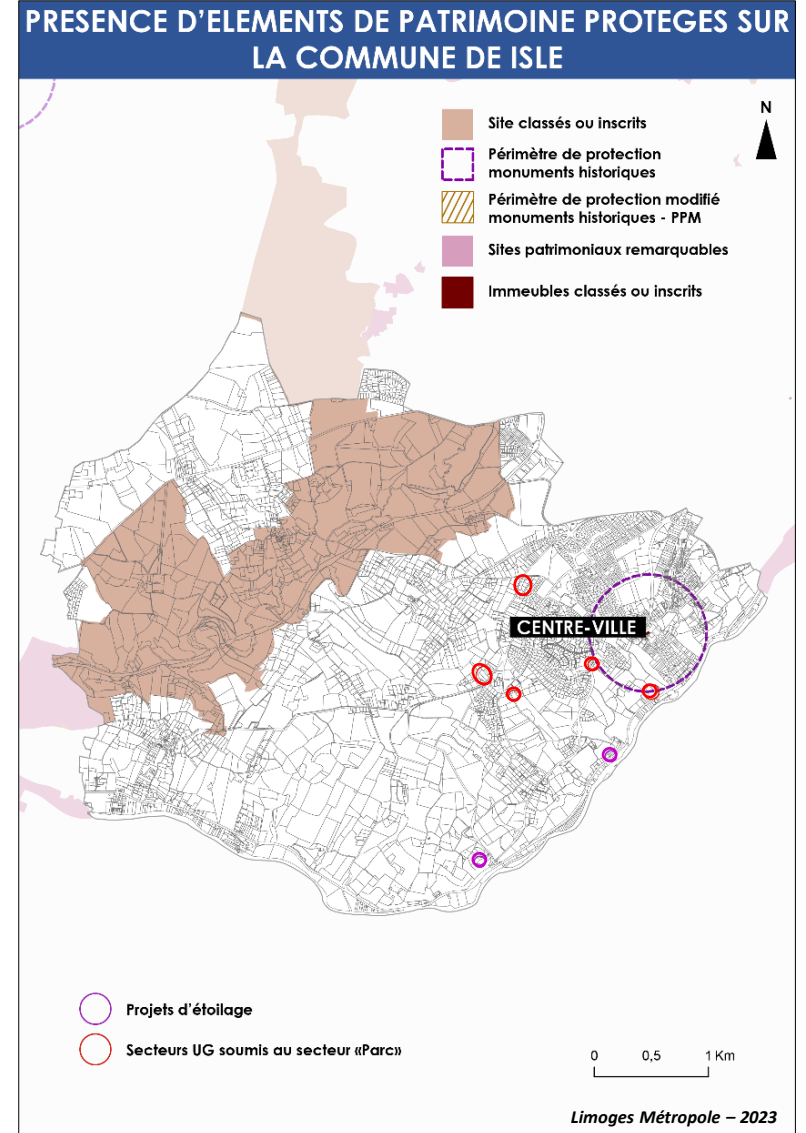 PRESENCE D'ELEMENTS DE PATRIMOINE PROTEGES SUR
LA COMMUNE DE ISLE
N
Site classés ou inscrits
Périmètre de protection
monuments historiques
Périmètre de protection modifié
monuments historiques - PPM
Sites patrimoniaux remarquables
Immeubles classés ou inscrits
CENTRE-VILLE
Projets d'étoilage
Secteurs UG soumis au secteur «Parc»
0 0,5 1 Km
Limoges Métropole – 2023